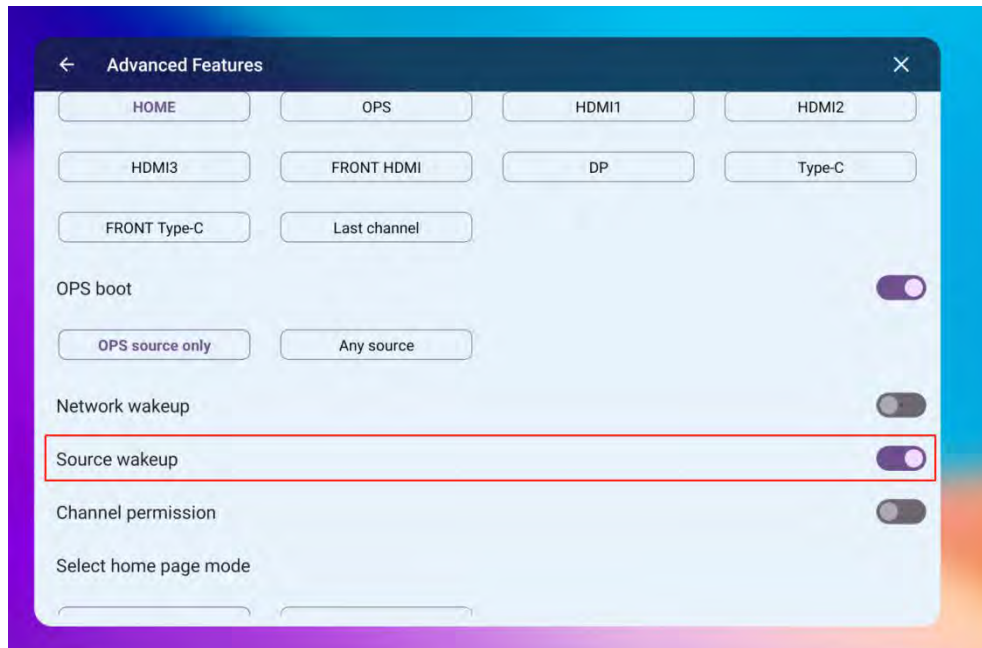 Advanced Features
HOME OPS HDMI1 HDMI2
HDMI3 FRONT HDMI DP Type-C
FRONT Type-C Last channel
OPS boot
OPS source only Any source
Network wakeup
Source wakeup
Channel permission
Select home page mode